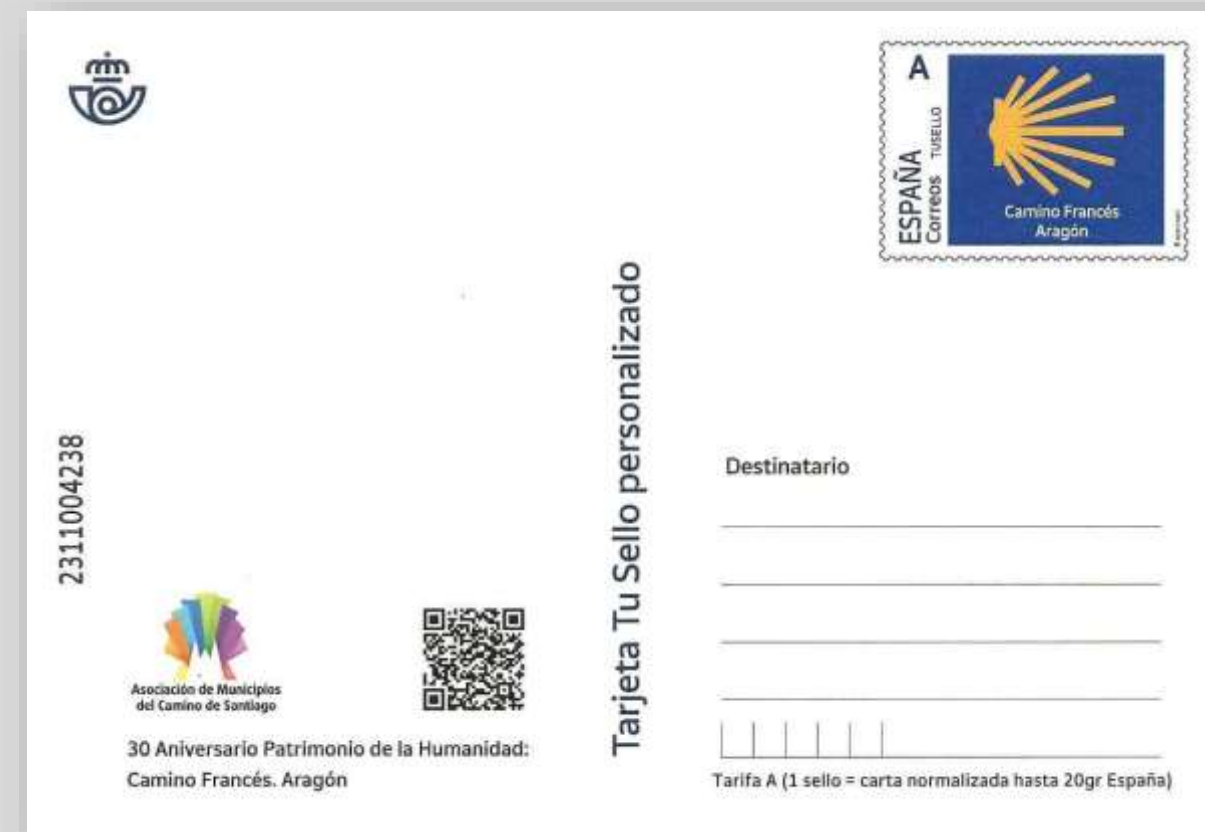 A
ESPAÑA
Correos TUSELLO
Camino Francés
Aragón
2311004238
Asociación de Municipios
del Camino de Santiago
30 Aniversario Patrimonio de la Humanidad:
Camino Francés. Aragón
Tarjeta Tu Sello personalizado
Destinatario
Tarifa A (1 sello = carta normalizada hasta 20gr España)